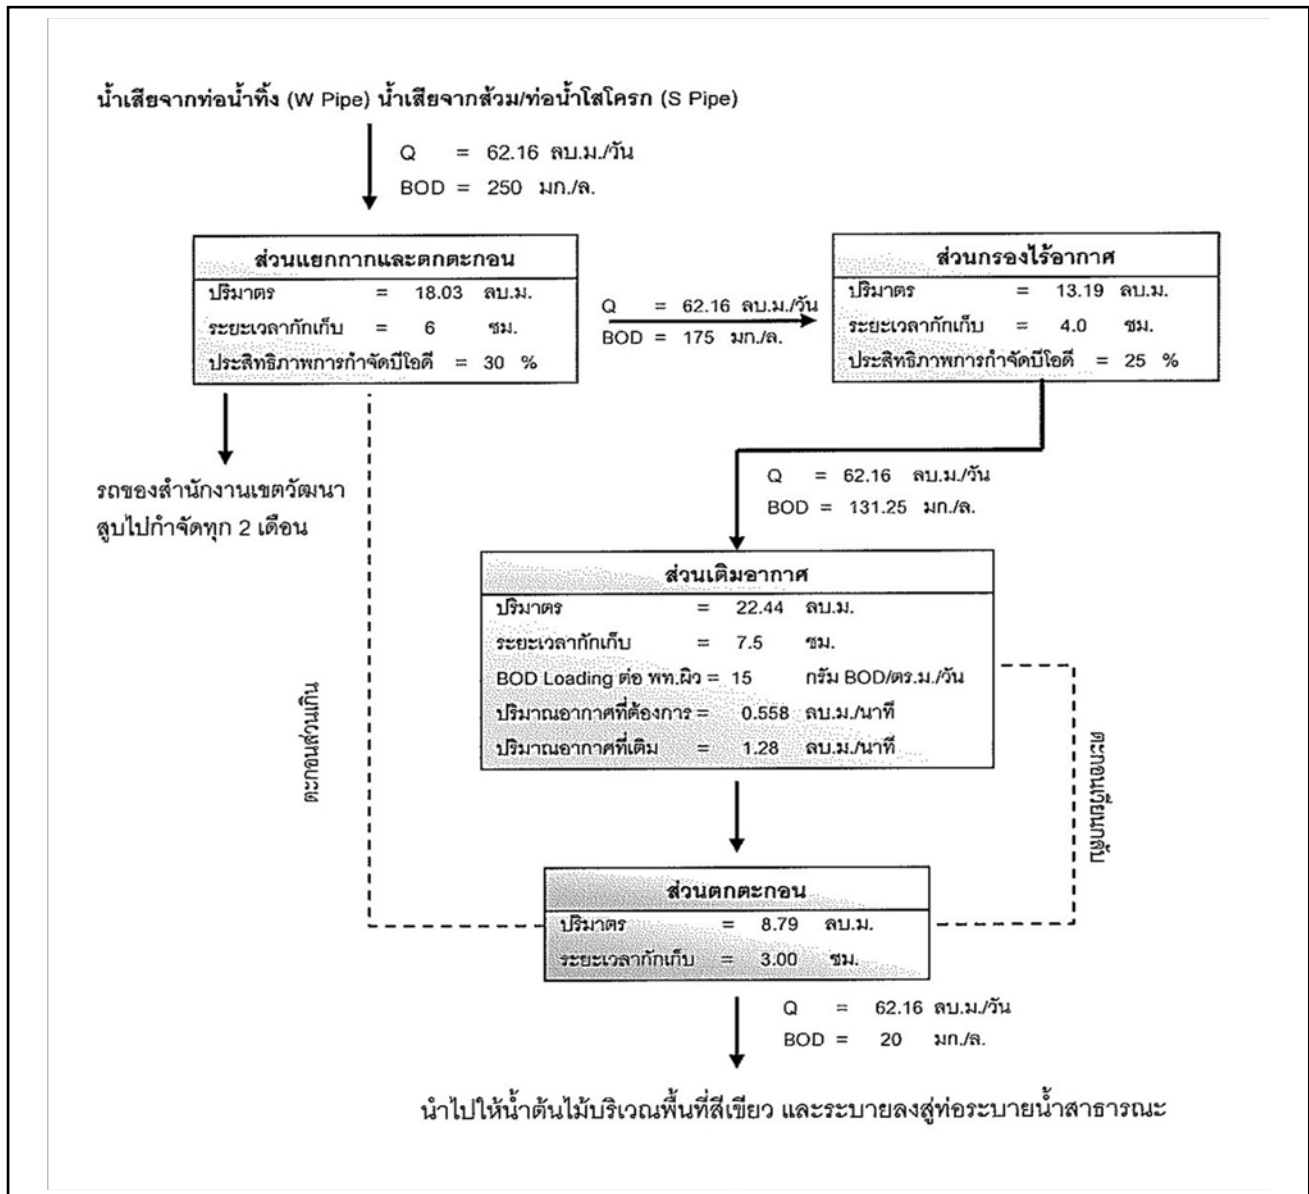 น้ำเสียจากท่อน้ำทิ้ง (W Pipe) น้ำเสียจากส้วม/ท่อน้ำโสโครก (S Pipe)
Q = 62.16 ลบ.ม./วัน
BOD = 250 มก./ล.
ส่วนแยกกากและตกตะกอน
ปริมาตร = 18.03 ลบ.ม.
ระยะเวลากักเก็บ = 6 ชม.
ประสิทธิภาพการกำจัดบีโอดี = 30 %
Q = 62.16 ลบ.ม./วัน
BOD = 175 มก./ล.
ส่วนกรองไร้อากาศ
ปริมาตร = 13.19 ลบ.ม.
ระยะเวลากักเก็บ = 4.0 ชม.
ประสิทธิภาพการกำจัดบีโอดี = 25 %
รถของสำนักงานเขตวัฒนา
สูบไปกำจัดทุก 2 เดือน
Q = 62.16 ลบ.ม./วัน
BOD = 131.25 มก./ล.
ส่วนเติมอากาศ
ปริมาตร = 22.44 ลบ.ม.
ระยะเวลากักเก็บ = 7.5 ชม.
BOD Loading ต่อ พท.ผิว = 15 กรัม BOD/ตร.ม./วัน
ปริมาณอากาศที่ต้องการ = 0.558 ลบ.ม./นาที
ปริมาณอากาศที่เติม = 1.28 ลบ.ม./นาที
ตะกอนส่วนเกิน
ตะกอนเวียนกลับ
ส่วนตกตะกอน
ปริมาตร = 8.79 ลบ.ม.
ระยะเวลากักเก็บ = 3.00 ชม.
Q = 62.16 ลบ.ม./วัน
BOD = 20 มก./ล.
นำไปให้น้ำต้นไม้บริเวณพื้นที่สีเขียว และระบายลงสู่ท่อระบายน้ำสาธารณะ